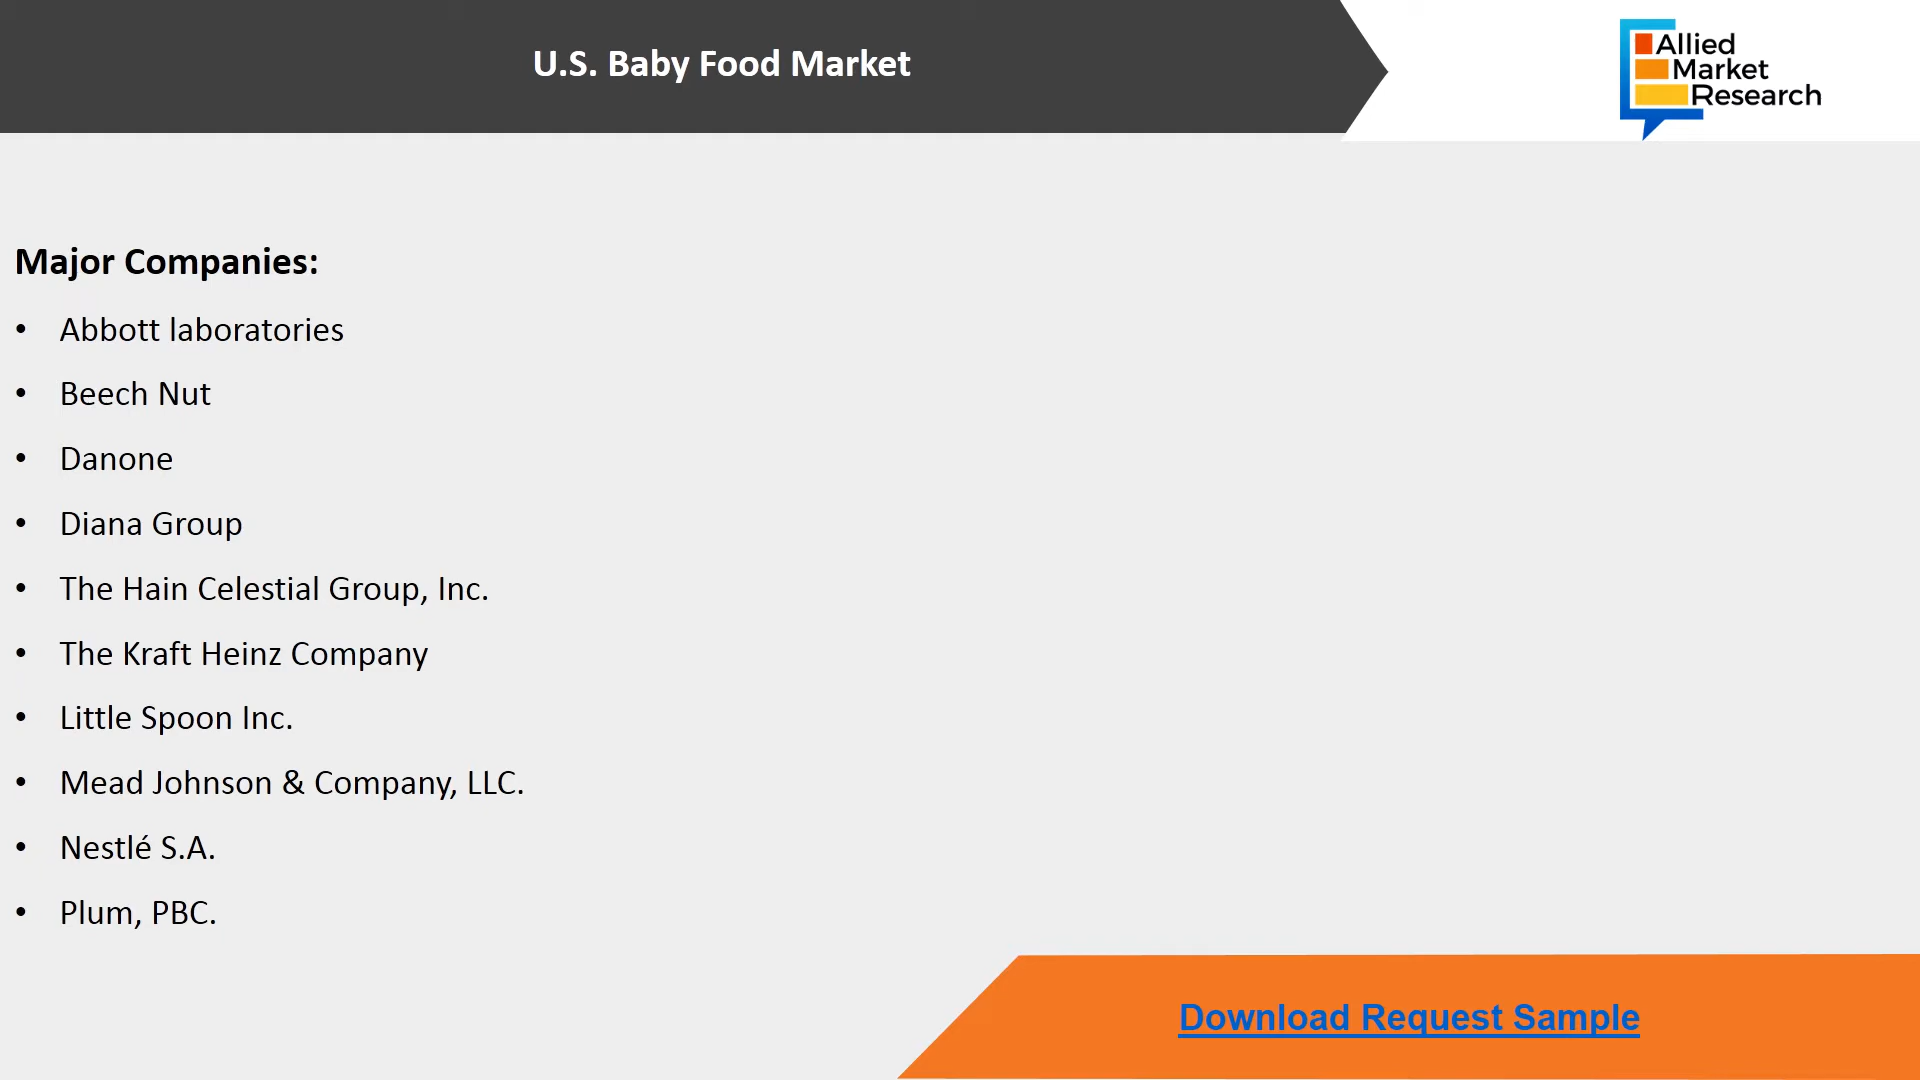 U.S. Baby Food Market
Allied
Market
Research
Major Companies:
• Abbott laboratories
• Beech Nut
• Danone
• Diana Group
• The Hain Celestial Group, Inc.
• The Kraft Heinz Company
• Little Spoon Inc.
• Mead Johnson & Company, LLC.
• Nestlé S.A.
• Plum, PBC.
Download Request Sample